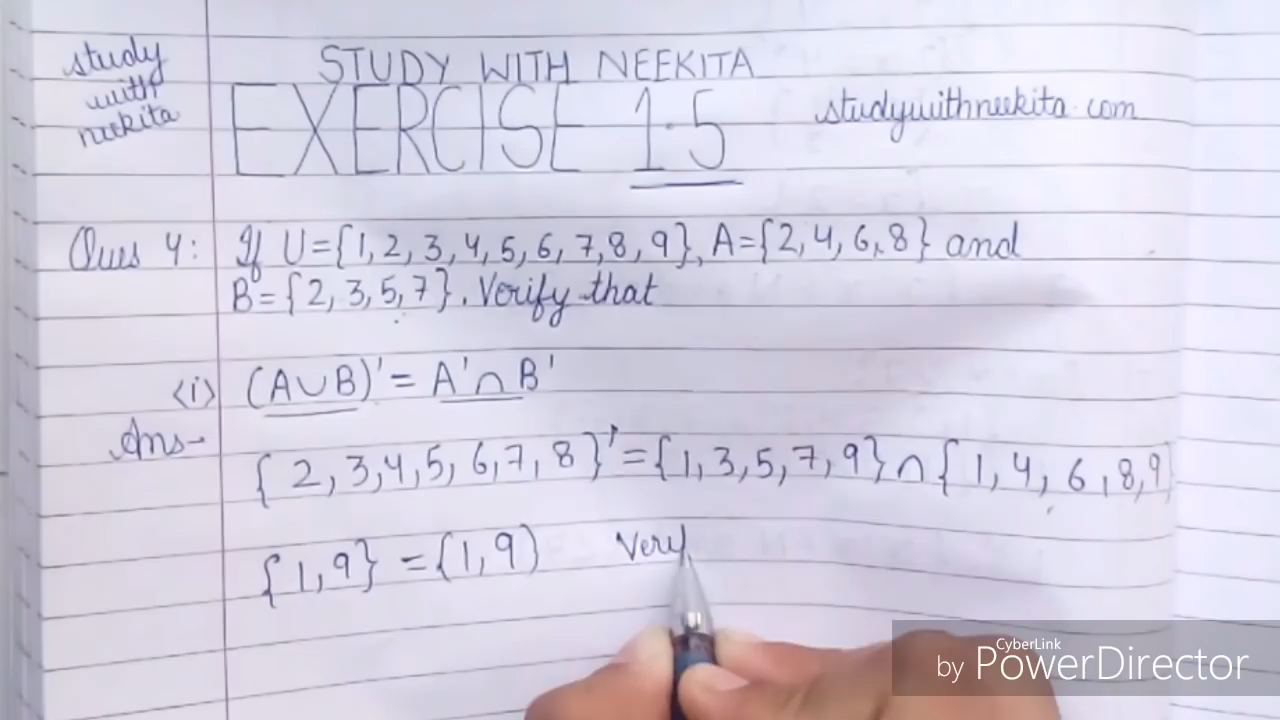 study
with
neekita
STUDY WITH NEEKITA
EXERCISE 1.5
studywithneekita.com
Ques 4: If U={1,2,3,4,5,6,7,8,9}, A={2,4,6,8} and
B={2,3,5,7}. Verify that
(i) (A∪B)'=A'∩B'
Ans-
{2,3,4,5,6,7,8}'={1,3,5,7,9}∩{1,4,6,8,9
{1,9}={1,9} Verif
CyberLink
by PowerDirector